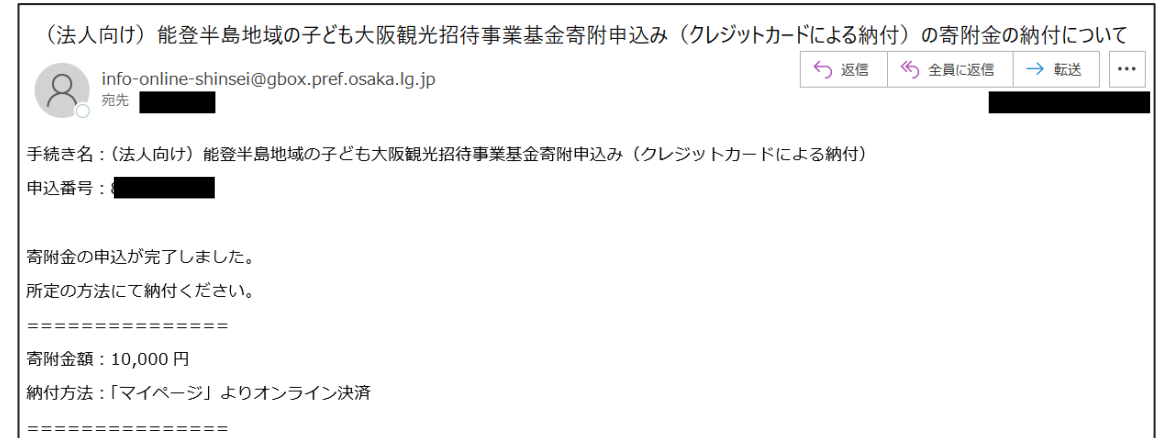 （法人向け）能登半島地域の子ども大阪観光招待事業基金寄附申込み（クレジットカードによる納付）の寄附金の納付について
info-online-shinsei@gbox.pref.osaka.lg.jp
返信
全員に返信
転送
宛先
手続き名：（法人向け）能登半島地域の子ども大阪観光招待事業基金寄附申込み（クレジットカードによる納付）
申込番号：
寄附金の申込が完了しました。
所定の方法にて納付ください。
===============
寄附金額：10,000 円
納付方法：「マイページ」よりオンライン決済
===============